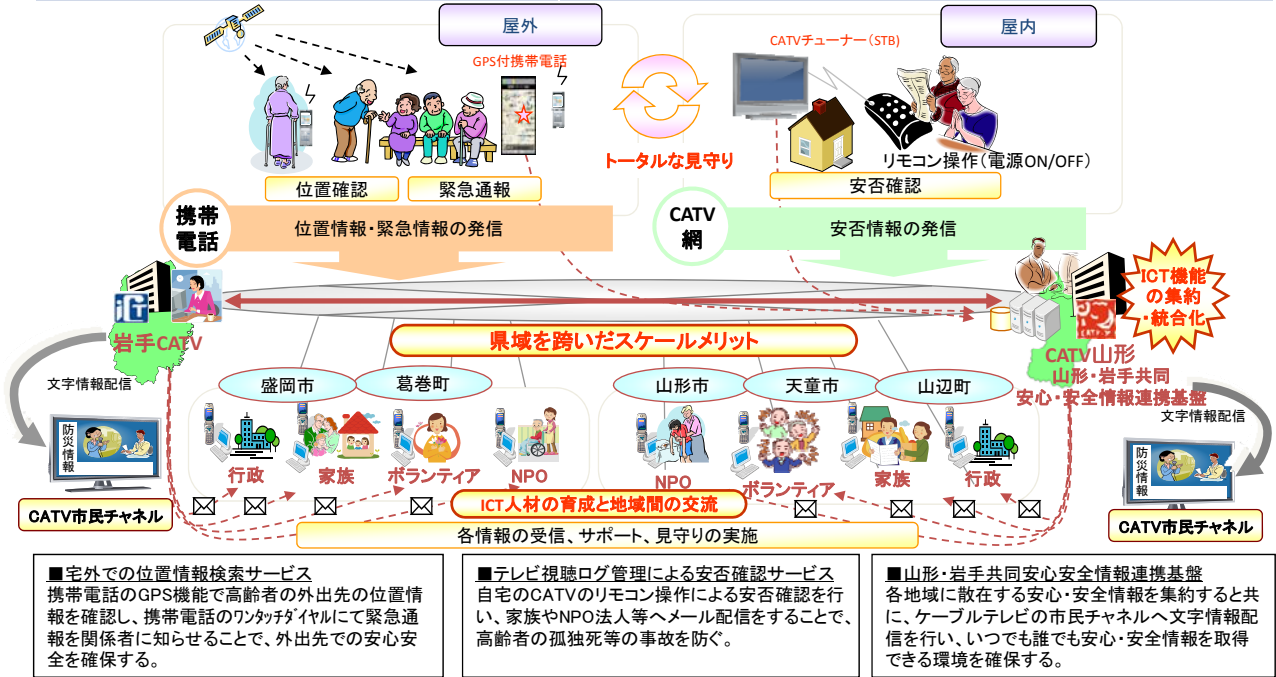 屋外
屋内
CATVチューナー(STB)
GPS付携帯電話
トータルな見守り
リモコン操作(電源ON/OFF)
位置確認
緊急通報
安否確認
携帯
電話
位置情報・緊急情報の発信
CATV
網
安否情報の発信
ICT機能
の集約
・統合化
岩手CATV
県域を跨いだスケールメリット
CATV山形
山形・岩手共同
安心・安全情報連携基盤
文字情報配信
文字情報配信
盛岡市
葛巻町
山形市
天童市
山辺町
防災情報
防災情報
行政
家族
ボランティア
NPO
NPO
ボランティア
家族
行政
ICT人材の育成と地域間の交流
CATV市民チャネル
CATV市民チャネル
各情報の受信、サポート、見守りの実施
■宅外での位置情報検索サービス
携帯電話のGPS機能で高齢者の外出先の位置情
報を確認し、携帯電話のワンタッチダイヤルにて緊急通
報を関係者に知らせることで、外出先での安心安
全を確保する。
■テレビ視聴ログ管理による安否確認サービス
自宅のCATVのリモコン操作による安否確認を行
い、家族やNPO法人等へメール配信をすることで、
高齢者の孤独死等の事故を防ぐ。
■山形・岩手共同安心安全情報連携基盤
各地域に散在する安心・安全情報を集約すると共
に、ケーブルテレビの市民チャネルへ文字情報配
信を行い、いつでも誰でも安心・安全情報を取得
できる環境を確保する。